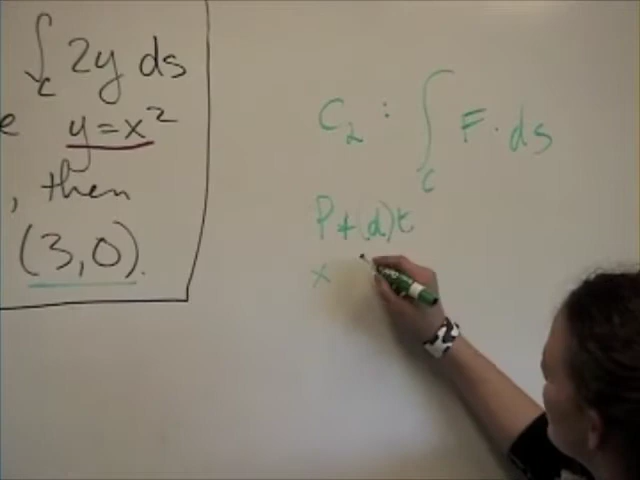 ∫_C 2y ds
e y=x²
, then
(3,0).
C₂: ∫_C F·ds
P+(d)t
x